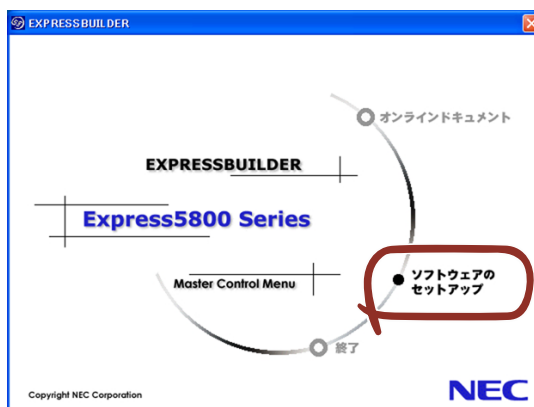 EXPRESSBUILDER
オンラインドキュメント
EXPRESSBUILDER
Express5800 Series
Master Control Menu
ソフトウェアの
セットアップ
終了
Copyright NEC Corporation
NEC